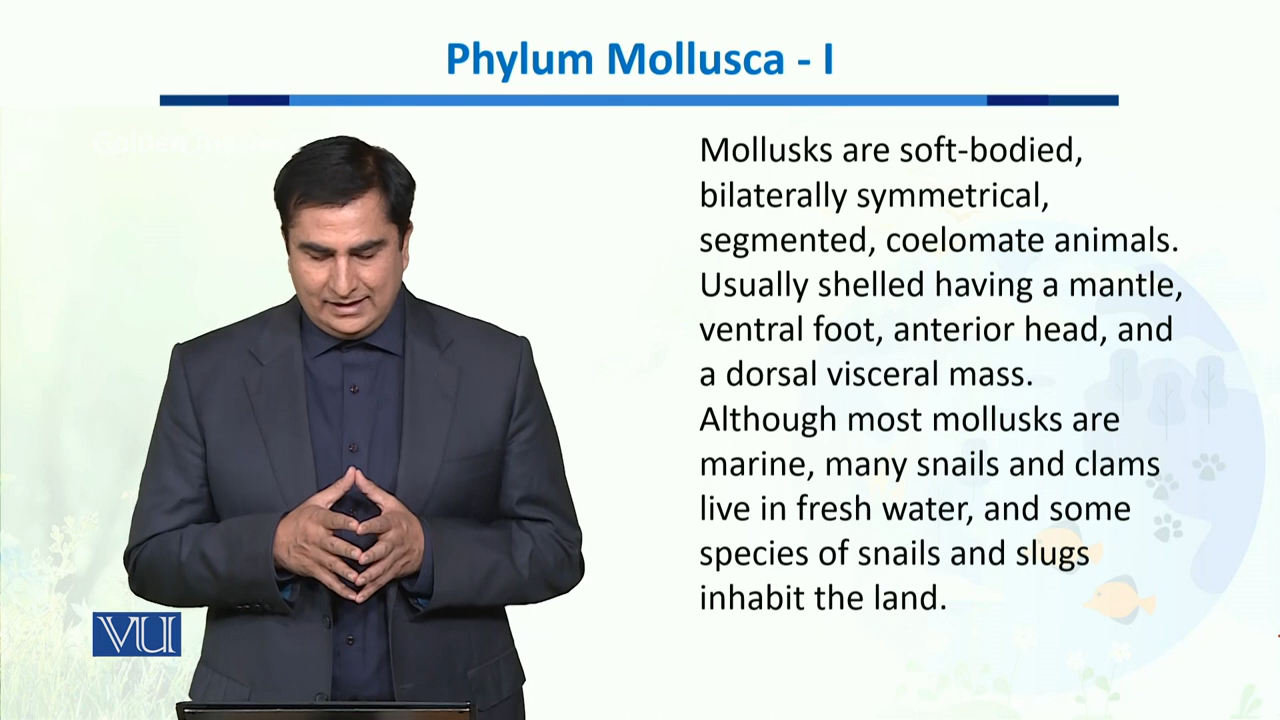 Phylum Mollusca - I
Mollusks are soft-bodied,
bilaterally symmetrical,
segmented, coelomate animals.
Usually shelled having a mantle,
ventral foot, anterior head, and
a dorsal visceral mass.
Although most mollusks are
marine, many snails and clams
live in fresh water, and some
species of snails and slugs
inhabit the land.
VU